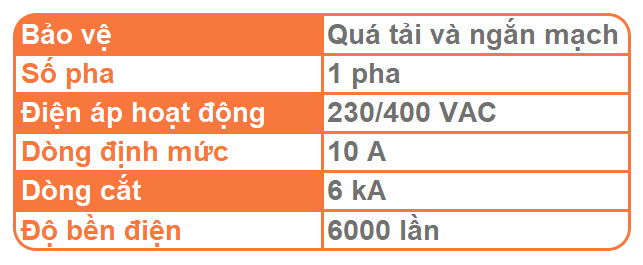 Bảo vệ Quá tải và ngắn mạch
Số pha 1 pha
Điện áp hoạt động 230/400 VAC
Dòng định mức 10 A
Dòng cắt 6 kA
Độ bền điện 6000 lần